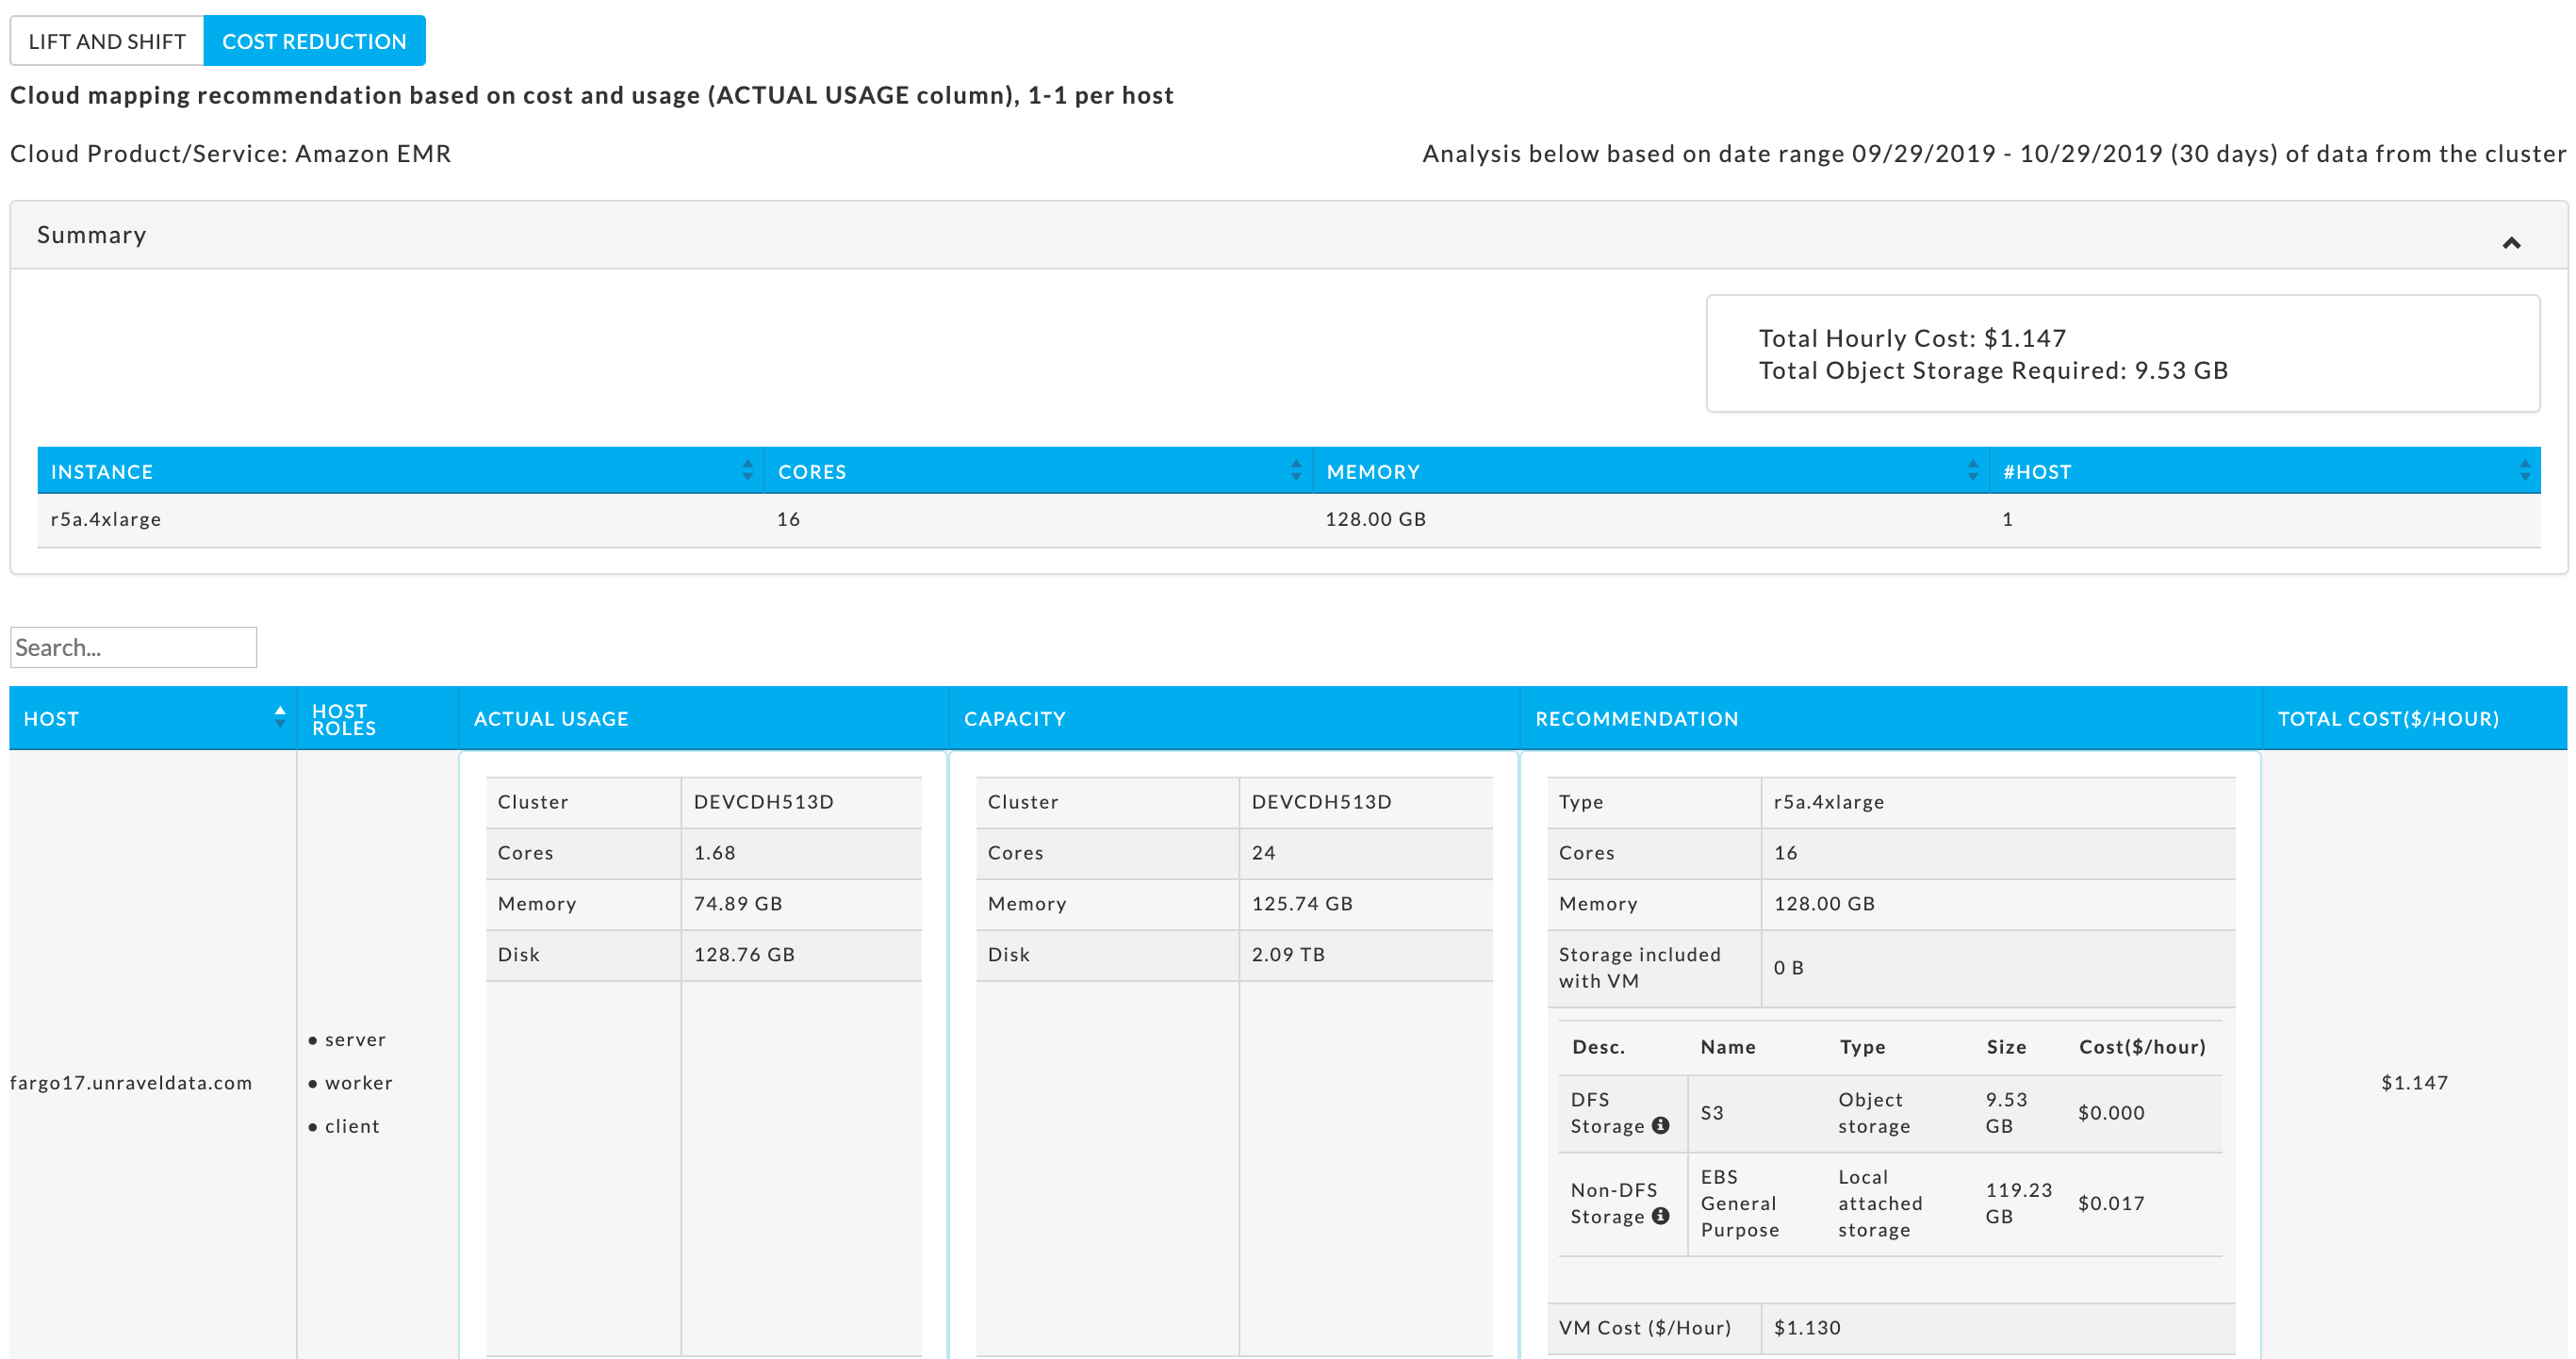 LIFT AND SHIFT COST REDUCTION
Cloud mapping recommendation based on cost and usage (ACTUAL USAGE column), 1-1 per host
Cloud Product/Service: Amazon EMR Analysis below based on date range 09/29/2019 - 10/29/2019 (30 days) of data from the cluster
Summary
Total Hourly Cost: $1.147
Total Object Storage Required: 9.53 GB
INSTANCE CORES MEMORY #HOST
r5a.4xlarge 16 128.00 GB 1
Search...
HOST HOST ROLES ACTUAL USAGE CAPACITY RECOMMENDATION TOTAL COST($/HOUR)
fargo17.unraveldata.com
• server
• worker
• client
Cluster DEVCDH513D
Cores 1.68
Memory 74.89 GB
Disk 128.76 GB
Cluster DEVCDH513D
Cores 24
Memory 125.74 GB
Disk 2.09 TB
Type r5a.4xlarge
Cores 16
Memory 128.00 GB
Storage included with VM 0 B
Desc. Name Type Size Cost($/hour)
DFS Storage S3 Object storage 9.53 GB $0.000
Non-DFS Storage EBS General Purpose Local attached storage 119.23 GB $0.017
VM Cost ($/Hour) $1.130
$1.147